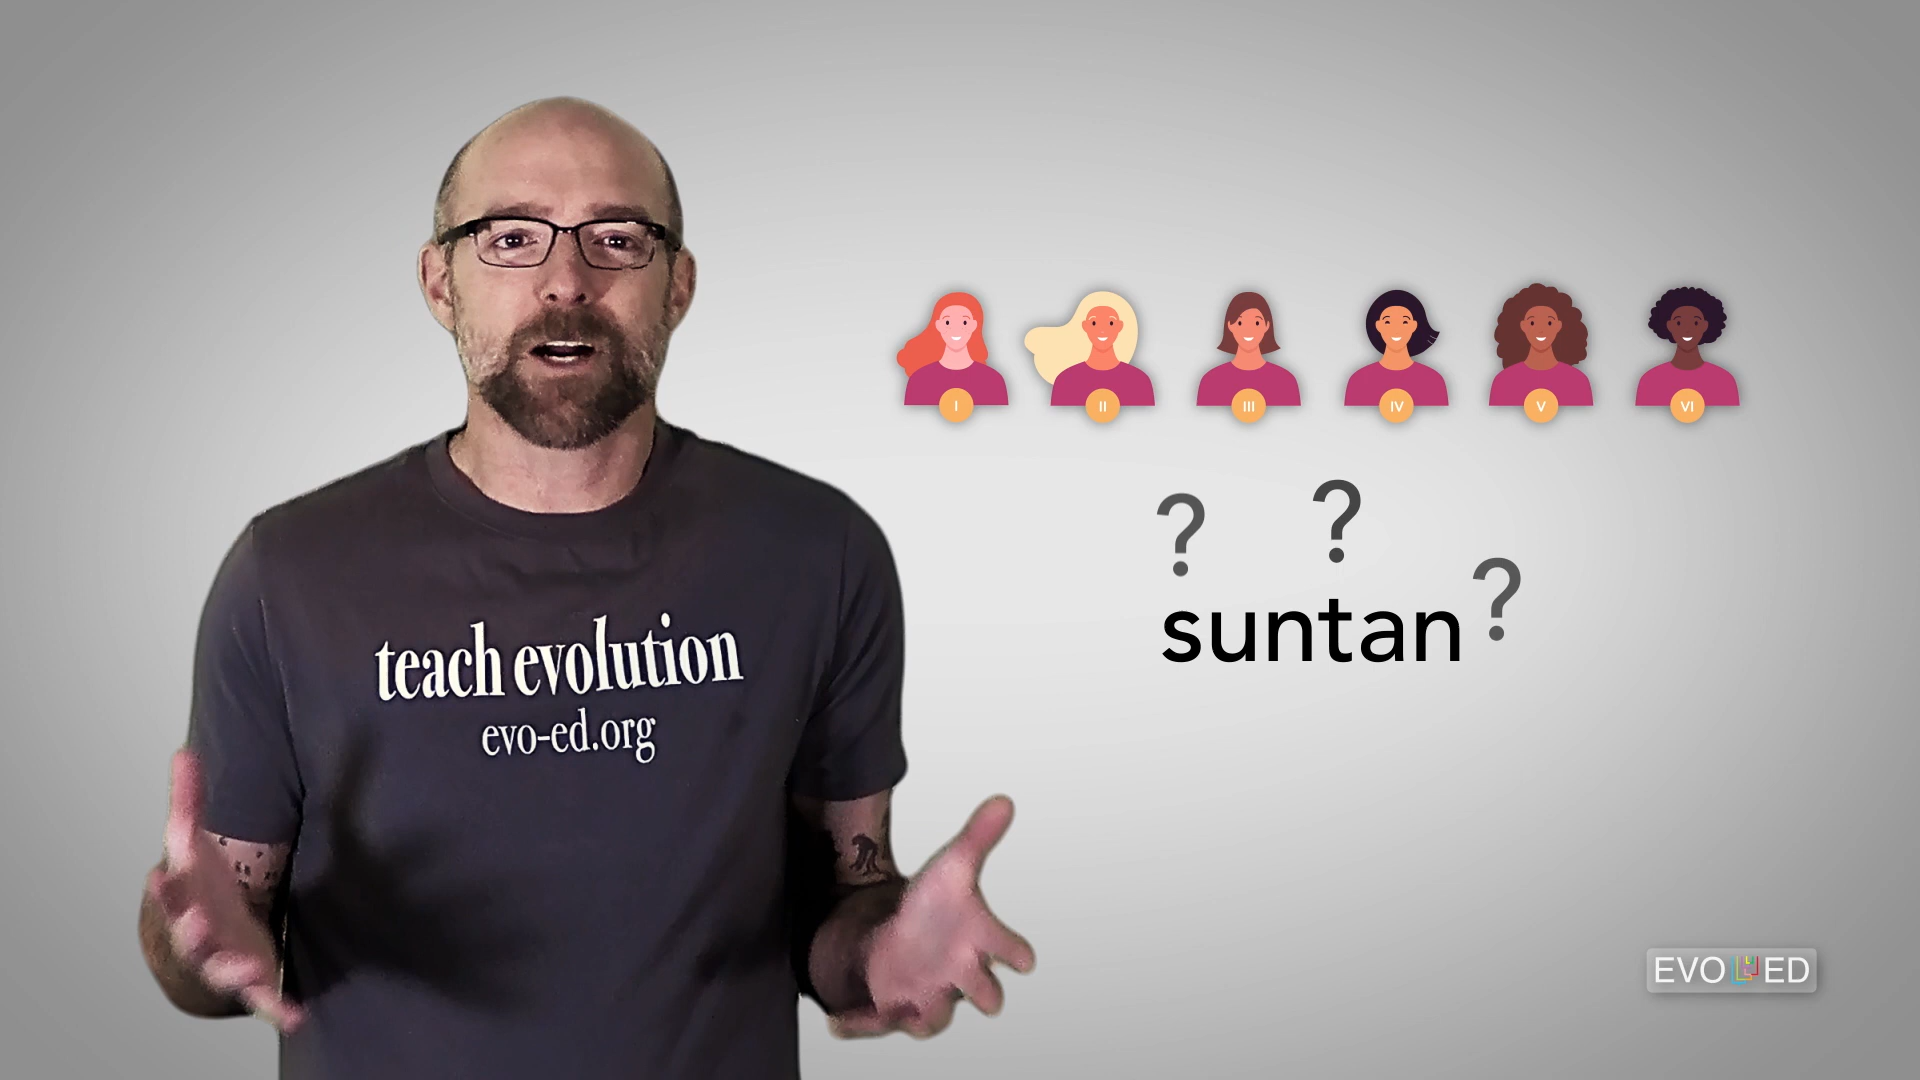 I II III IV V VI
? ? ?
suntan
teach evolution
evo-ed.org
EVO ED